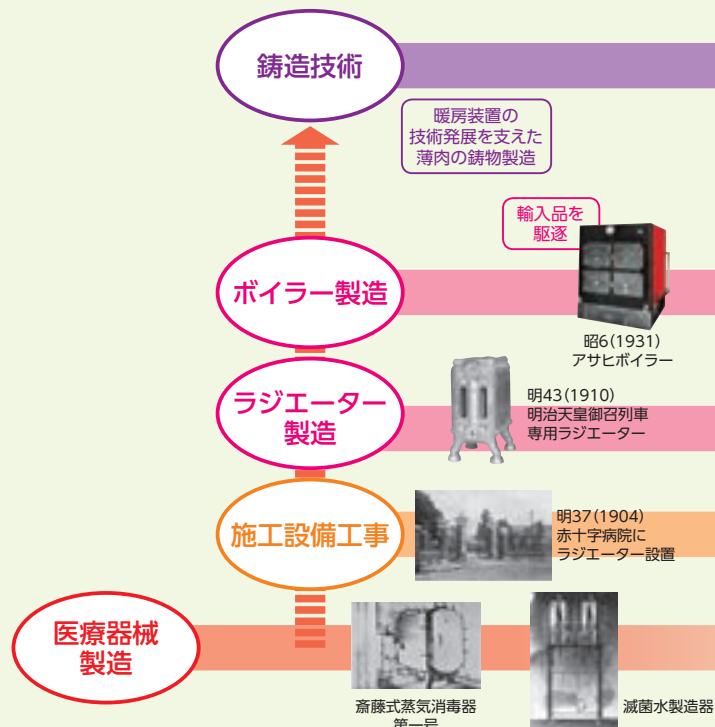 鋳造技術
暖房装置の
技術発展を支えた
薄肉の鋳物製造
輸入品を
駆逐
ボイラー製造
昭6(1931)
アサヒボイラー
ラジエーター
製造
明43(1910)
明治天皇御召列車
専用ラジエーター
施工設備工事
明37(1904)
赤十字病院に
ラジエーター設置
医療器械
製造
斎藤式蒸気消毒器
第一号
滅菌水製造器